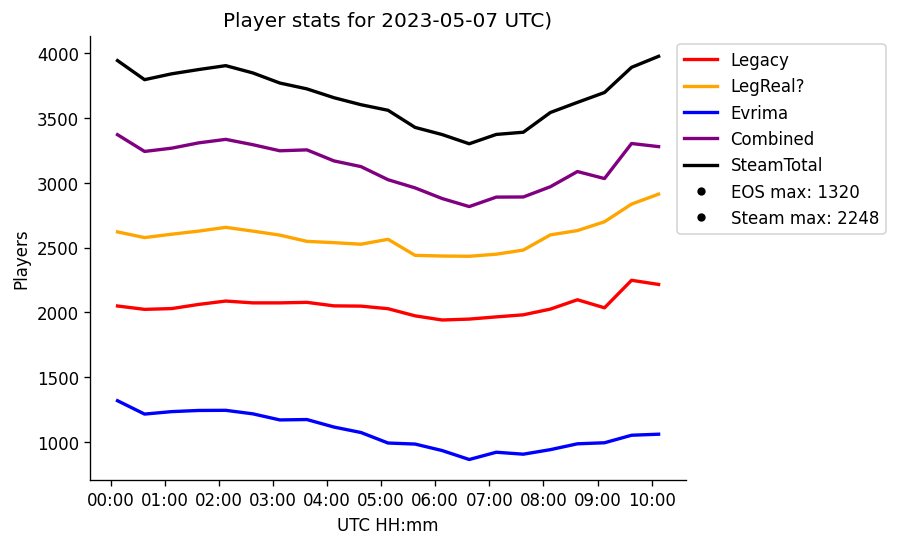 Player stats for 2023-05-07 UTC)
4000
3500
3000
2500
2000
1500
1000
Players
00:00 01:00 02:00 03:00 04:00 05:00 06:00 07:00 08:00 09:00 10:00
UTC HH:mm
Legacy
LegReal?
Evrima
Combined
SteamTotal
EOS max: 1320
Steam max: 2248